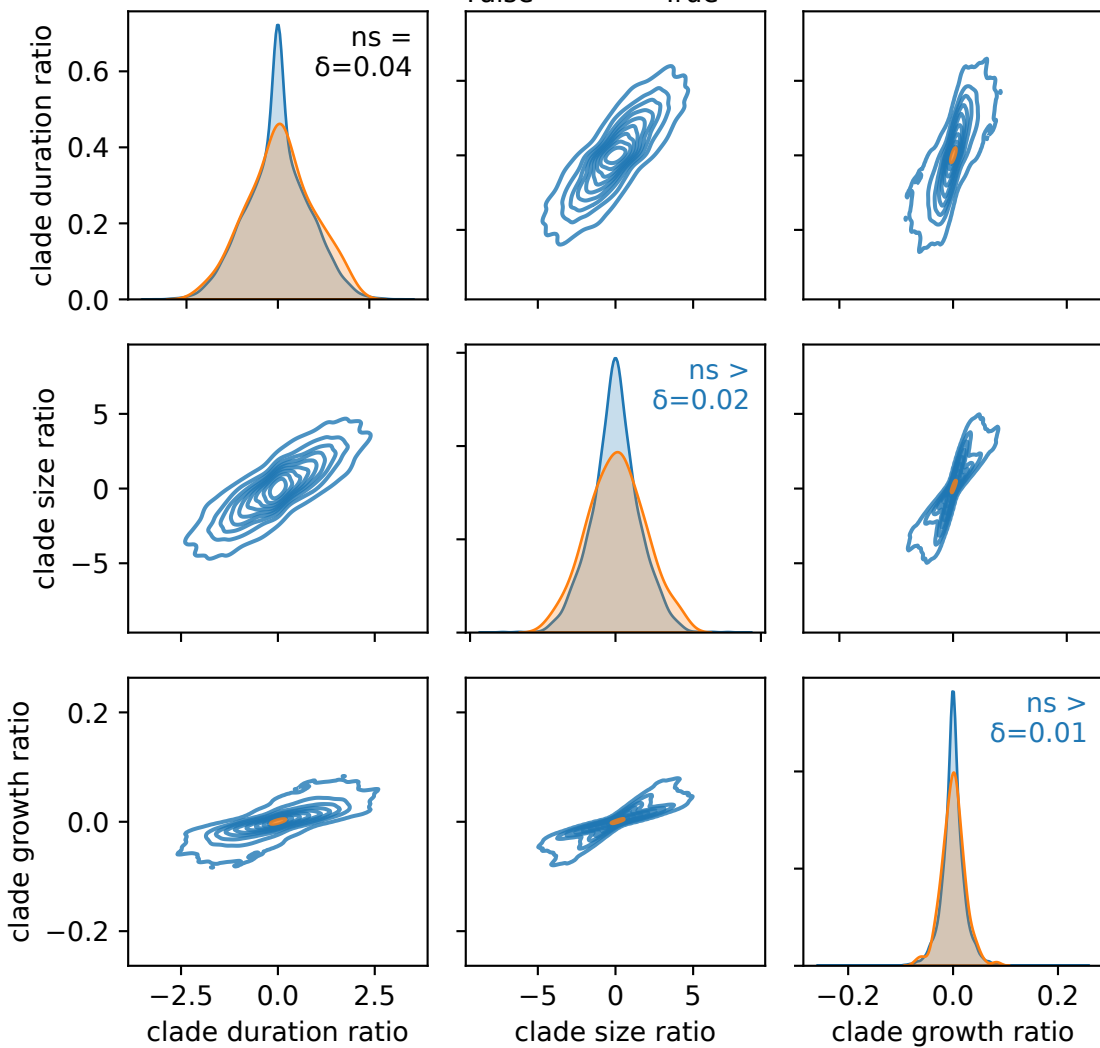 clade duration ratio
0.6
0.4
0.2
0.0
ns =
δ=0.04
clade size ratio
5
0
−5
ns >
δ=0.02
clade growth ratio
0.2
0.0
−0.2
ns >
δ=0.01
−2.5 0.0 2.5
−5 0 5
−0.2 0.0 0.2
clade duration ratio
clade size ratio
clade growth ratio